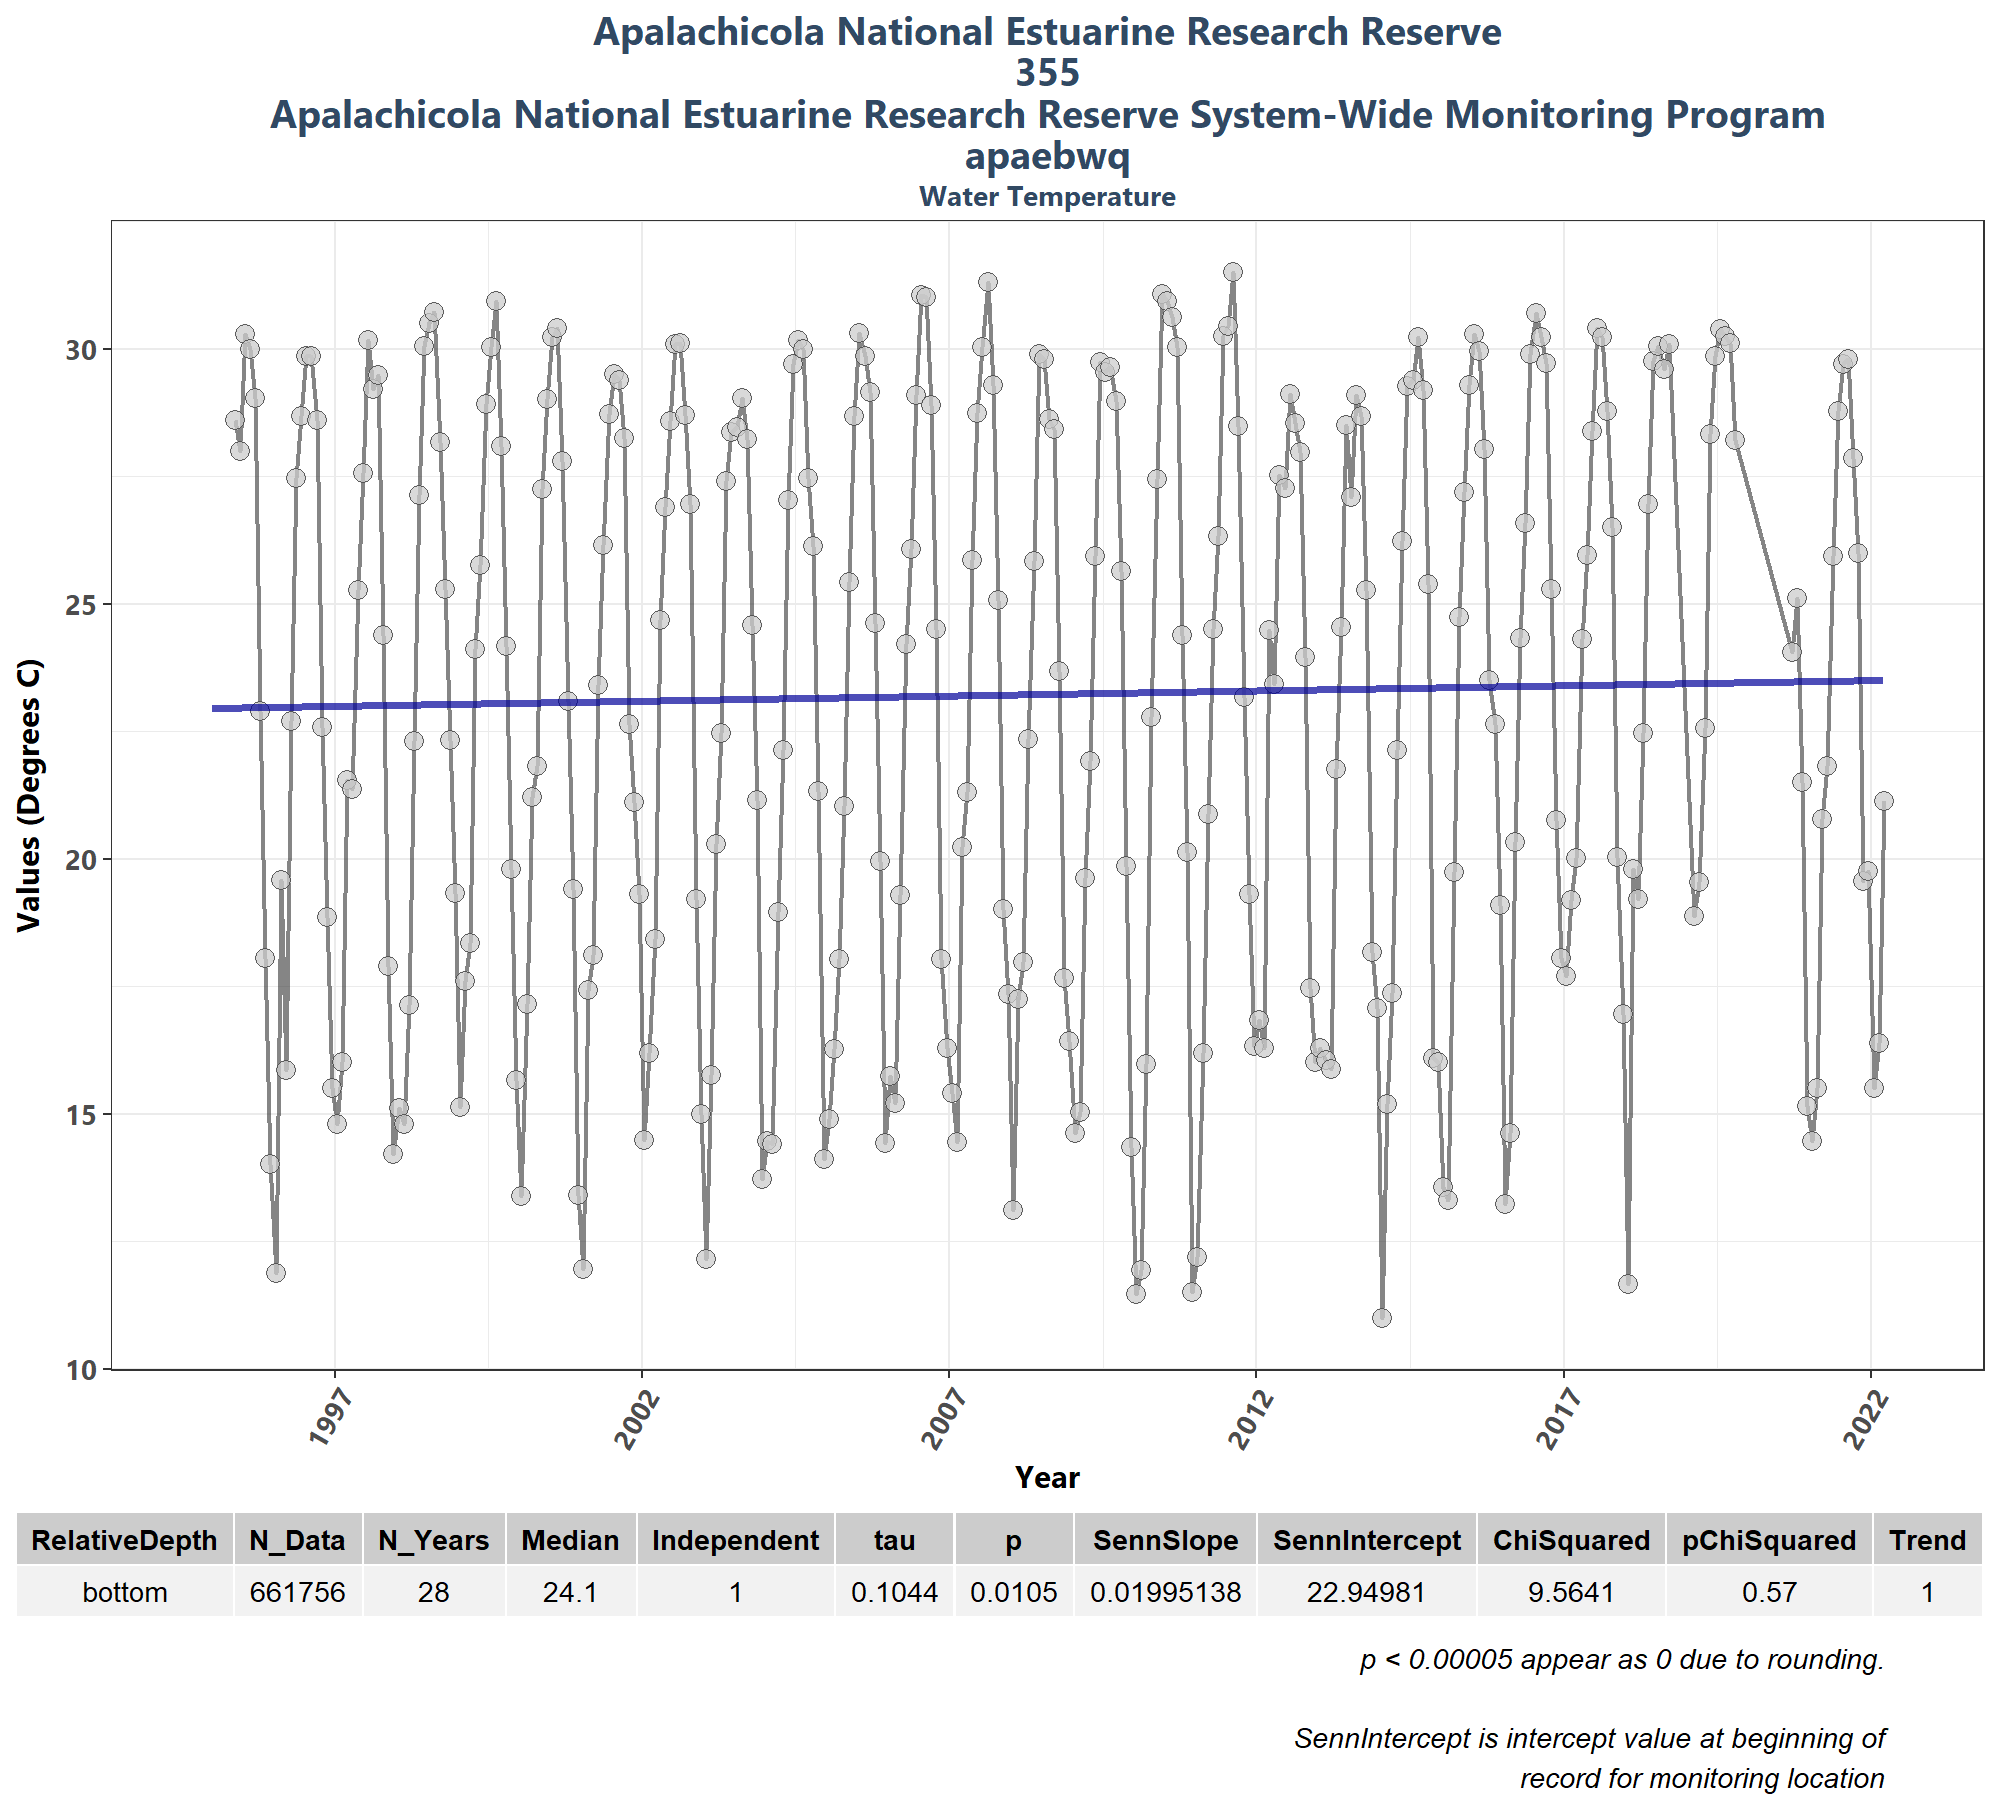 Apalachicola National Estuarine Research Reserve
355
Apalachicola National Estuarine Research Reserve System-Wide Monitoring Program
apaebwq
Water Temperature
Values (Degrees C)
30
25
20
15
10
1997
2002
2007
2012
2017
2022
Year
RelativeDepth N_Data N_Years Median Independent tau p SennSlope SennIntercept ChiSquared pChiSquared Trend
bottom 661756 28 24.1 1 0.1044 0.0105 0.01995138 22.94981 9.5641 0.57 1
p < 0.00005 appear as 0 due to rounding.
SennIntercept is intercept value at beginning of
record for monitoring location